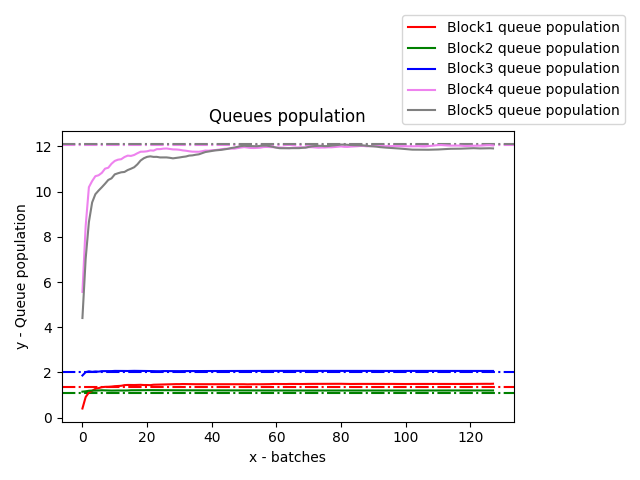 Block1 queue population
Block2 queue population
Block3 queue population
Block4 queue population
Block5 queue population
Queues population
y - Queue population
12
10
8
6
4
2
0
0 20 40 60 80 100 120
x - batches